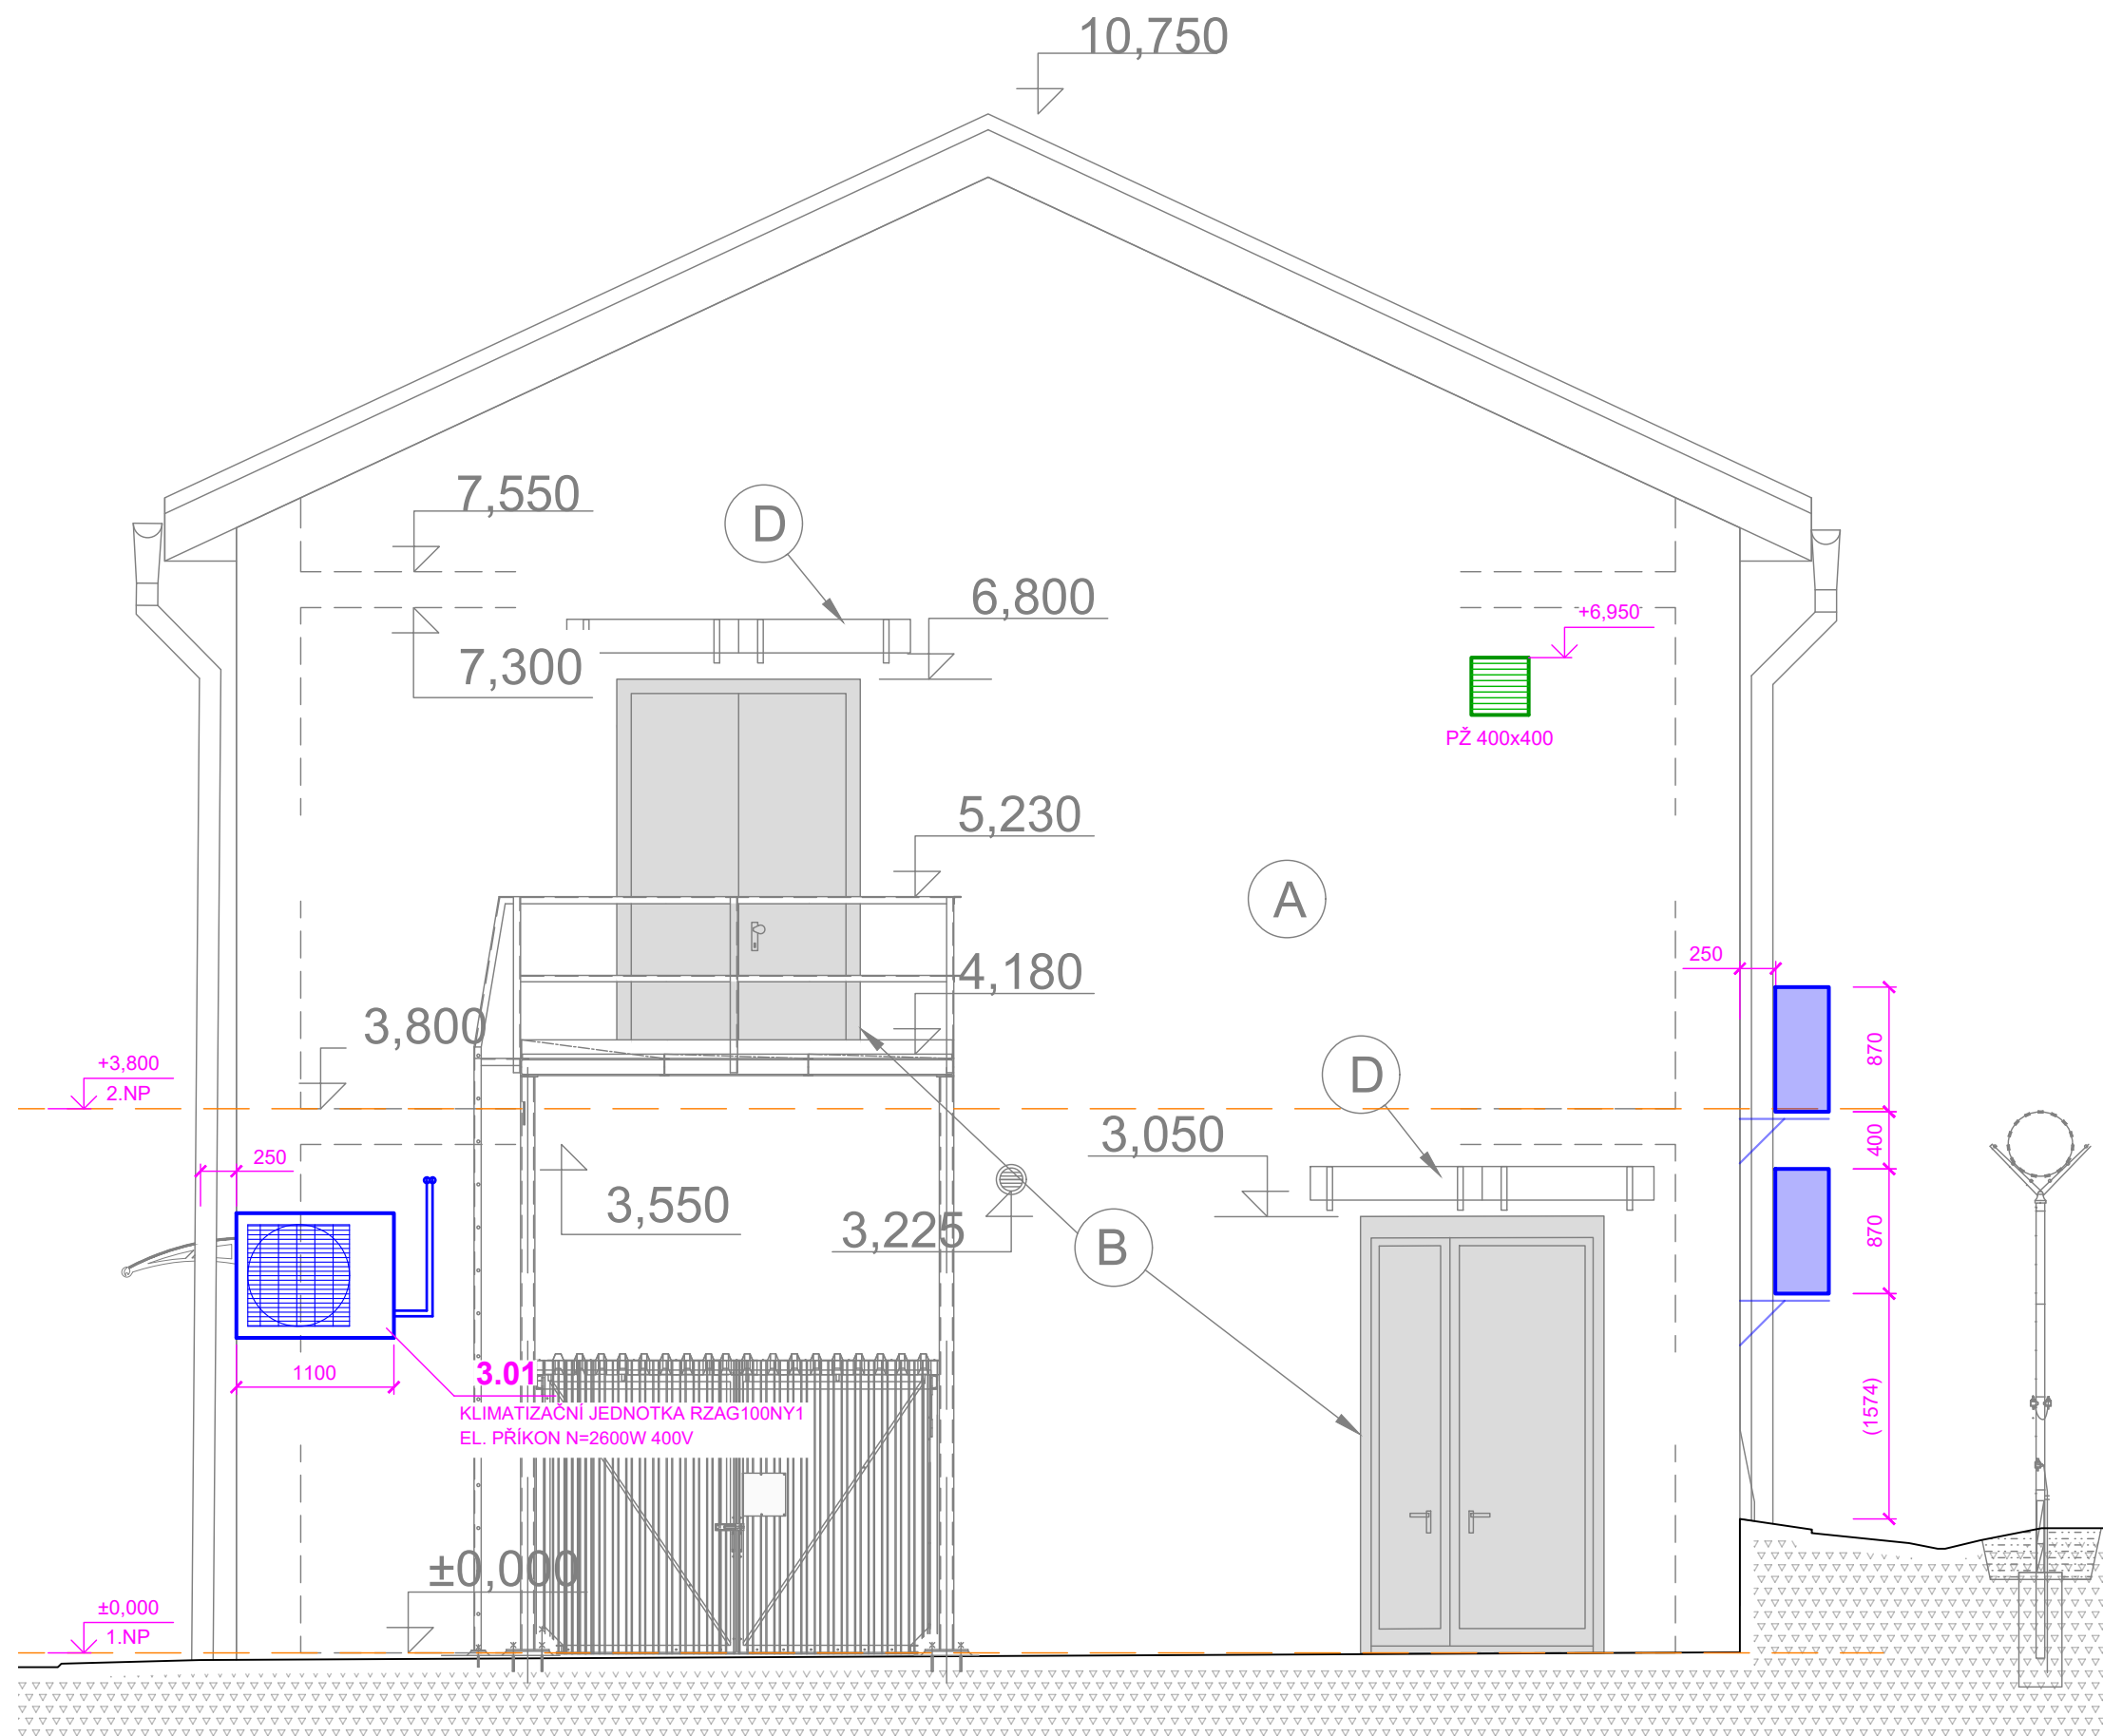 10,750
7,550
D
6,800
+6,950
7,300
PŽ 400x400
5,230
A
250
4,180
3,800
870
+3,800
2.NP
D
3,050
400
250
3,550
3,225
B
870
3.01
1100
KLIMATIZAČNÍ JEDNOTKA RZAG100NY1
EL. PŘÍKON N=2600W 400V
(1574)
±0,000
±0,000
1.NP